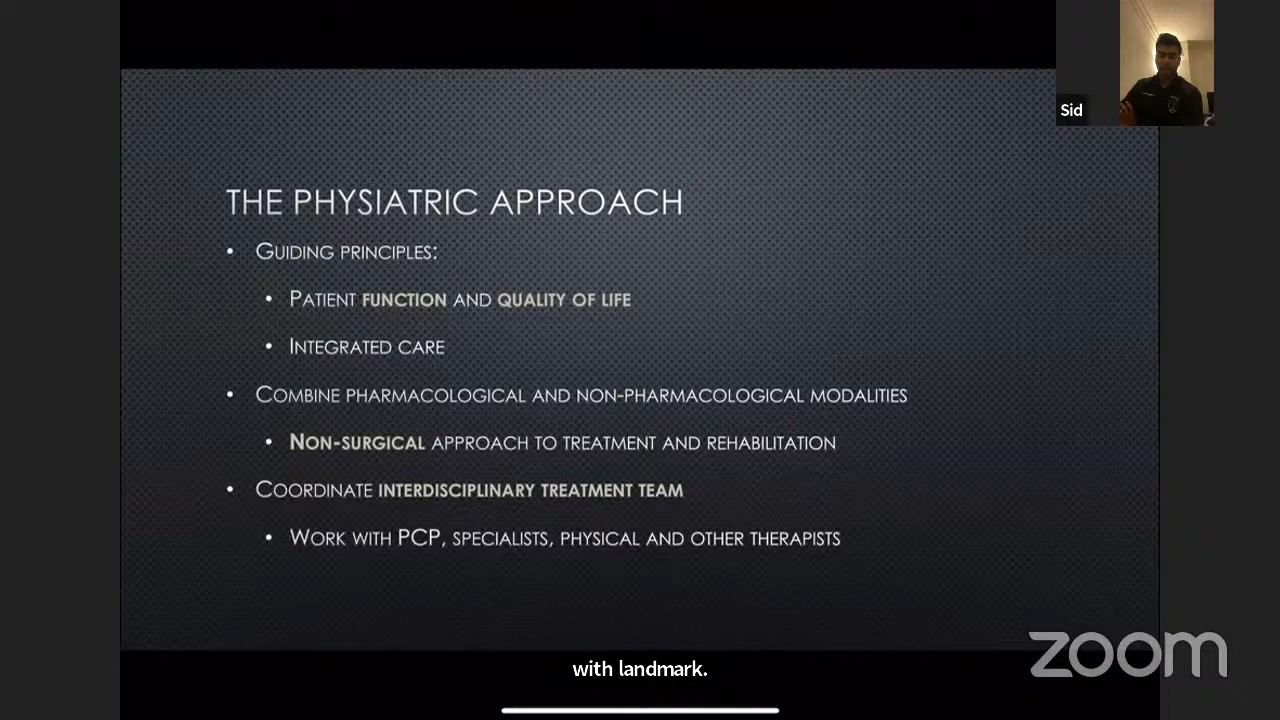 Sid
THE PHYSIATRIC APPROACH
• GUIDING PRINCIPLES:
• PATIENT FUNCTION AND QUALITY OF LIFE
• INTEGRATED CARE
• COMBINE PHARMACOLOGICAL AND NON-PHARMACOLOGICAL MODALITIES
• NON-SURGICAL APPROACH TO TREATMENT AND REHABILITATION
• COORDINATE INTERDISCIPLINARY TREATMENT TEAM
• WORK WITH PCP, SPECIALISTS, PHYSICAL AND OTHER THERAPISTS
with landmark.
zoom